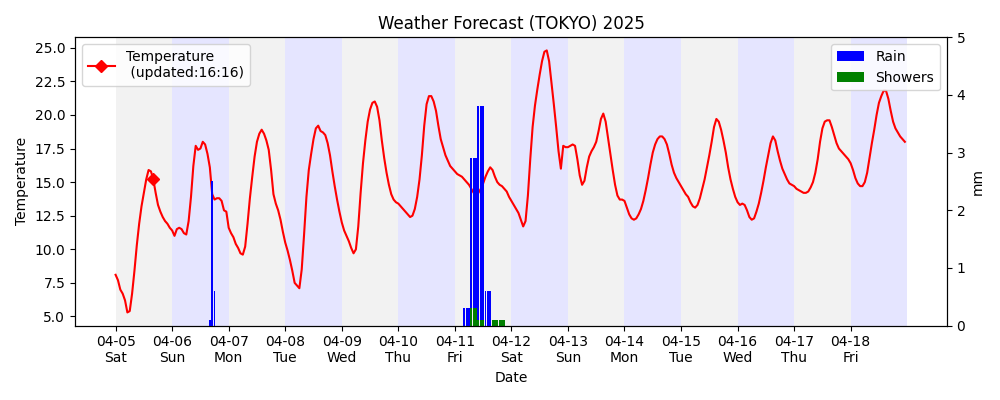 Weather Forecast (TOKYO) 2025
Temperature
(updated:16:16)
Rain
Showers
Temperature
25.0
22.5
20.0
17.5
15.0
12.5
10.0
7.5
5.0
5
4
3
2
1
0
mm
04-05 04-06 04-07 04-08 04-09 04-10 04-11 04-12 04-13 04-14 04-15 04-16 04-17 04-18
Sat Sun Mon Tue Wed Thu Fri Sat Sun Mon Tue Wed Thu Fri
Date